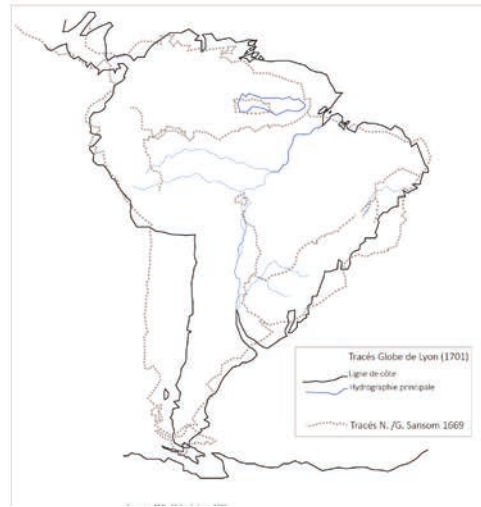 Tracés Globe de Lyon (1701)
Ligne de côte
Hydrographie principale
Tracés N. /G. Sansom 1669